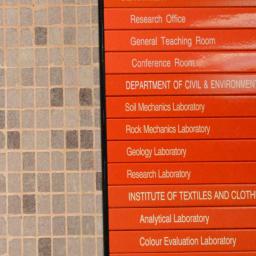 Research Office
General Teaching Room
Conference Room
DEPARTMENT OF CIVIL & ENVIRONMEN
Soil Mechanics Laboratory
Rock Mechanics Laboratory
Geology Laboratory
Research Laboratory
INSTITUTE OF TEXTILES AND CLOTH
Analytical Laboratory
Colour Evaluation Laboratory